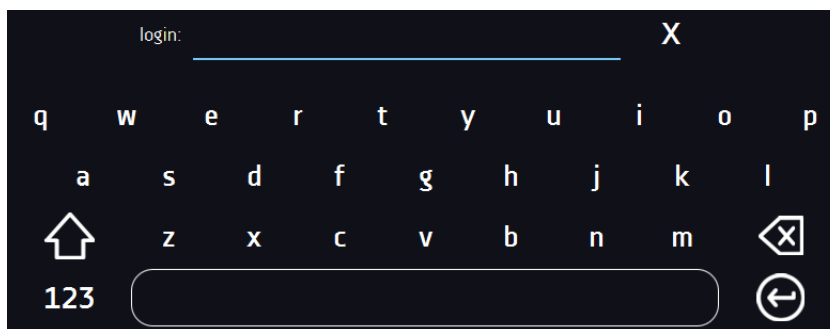 login: X
q w e r t y u i o p
a s d f g h j k l
z x c v b n m
123